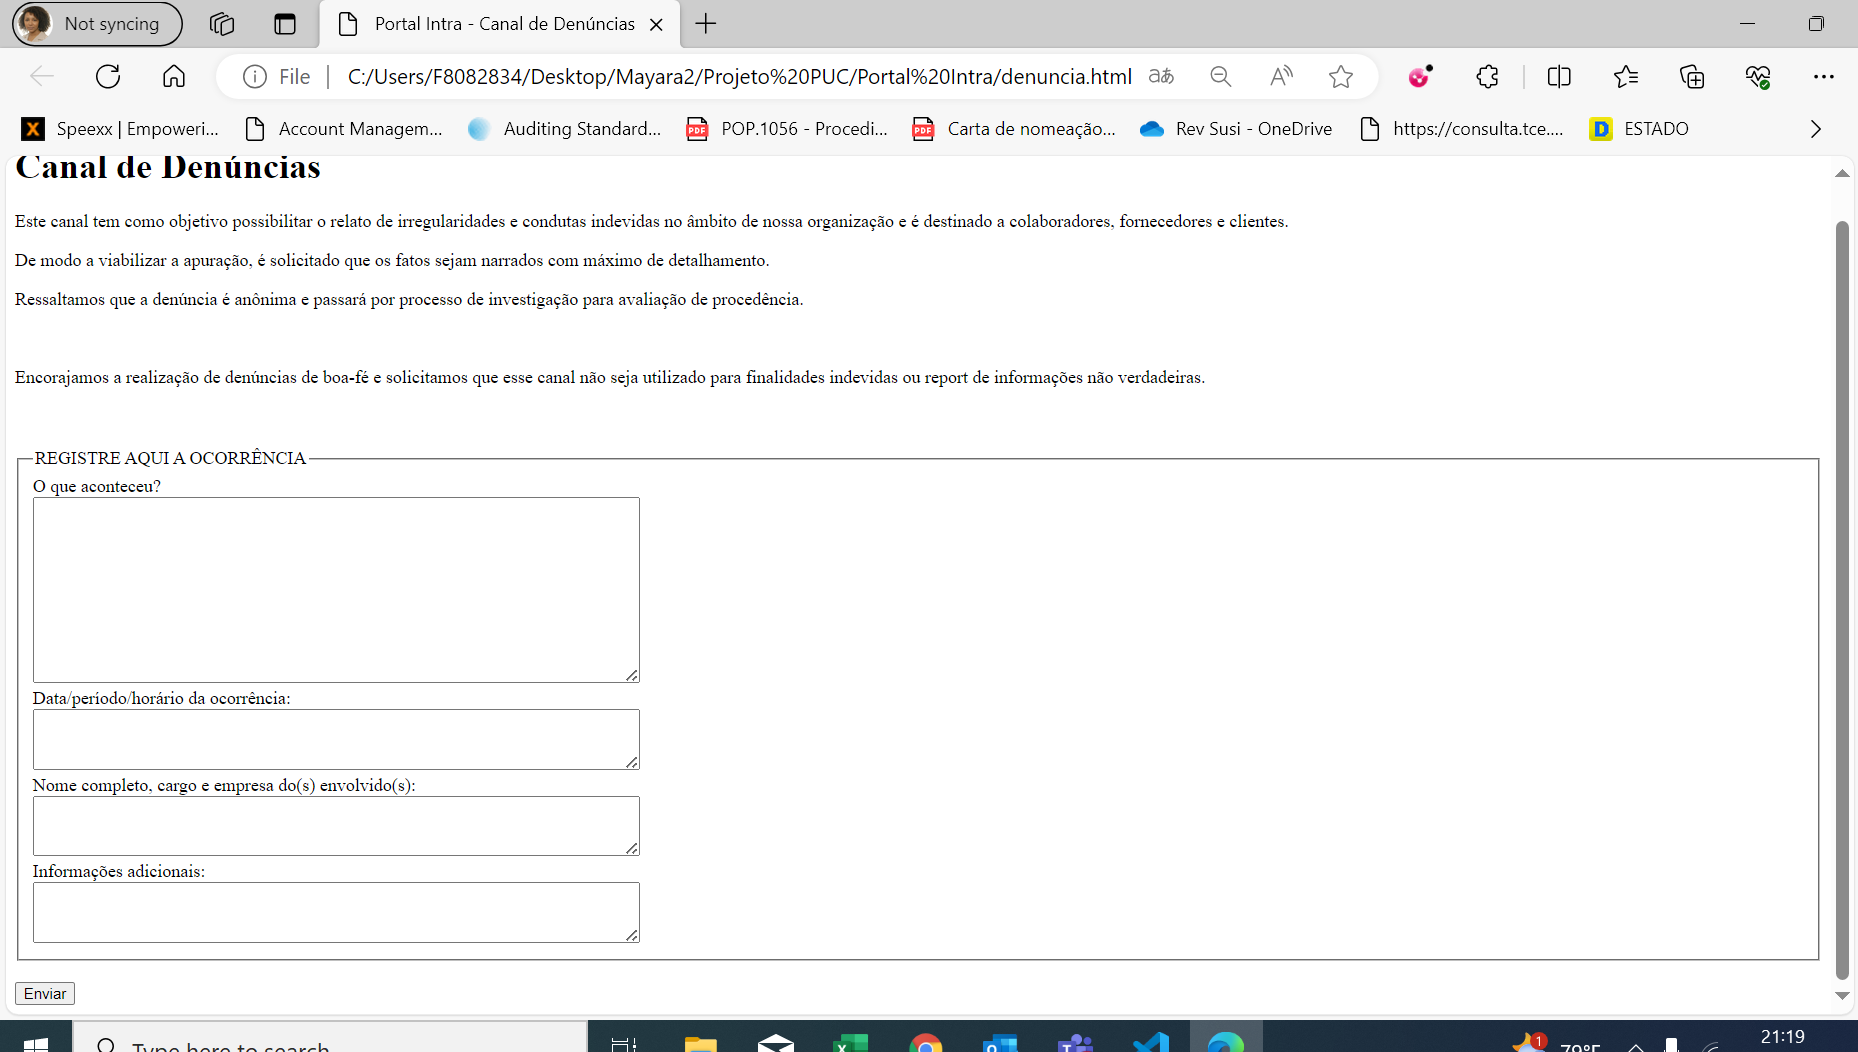 Not syncing
Portal Intra - Canal de Denúncias
File
C:/Users/F8082834/Desktop/Mayara2/Projeto%20PUC/Portal%20Intra/denuncia.html
Speexx | Empoweri...
Account Managem...
Auditing Standard...
POP.1056 - Procedi...
Carta de nomeação...
Rev Susi - OneDrive
https://consulta.tce....
ESTADO
Canal de Denúncias
Este canal tem como objetivo possibilitar o relato de irregularidades e condutas indevidas no âmbito de nossa organização e é destinado a colaboradores, fornecedores e clientes.
De modo a viabilizar a apuração, é solicitado que os fatos sejam narrados com máximo de detalhamento.
Ressaltamos que a denúncia é anônima e passará por processo de investigação para avaliação de procedência.
Encorajamos a realização de denúncias de boa-fé e solicitamos que esse canal não seja utilizado para finalidades indevidas ou report de informações não verdadeiras.
REGISTRE AQUI A OCORRÊNCIA
O que aconteceu?
Data/período/horário da ocorrência:
Nome completo, cargo e empresa do(s) envolvido(s):
Informações adicionais:
Enviar
Type here to search
1
79°F
21:19